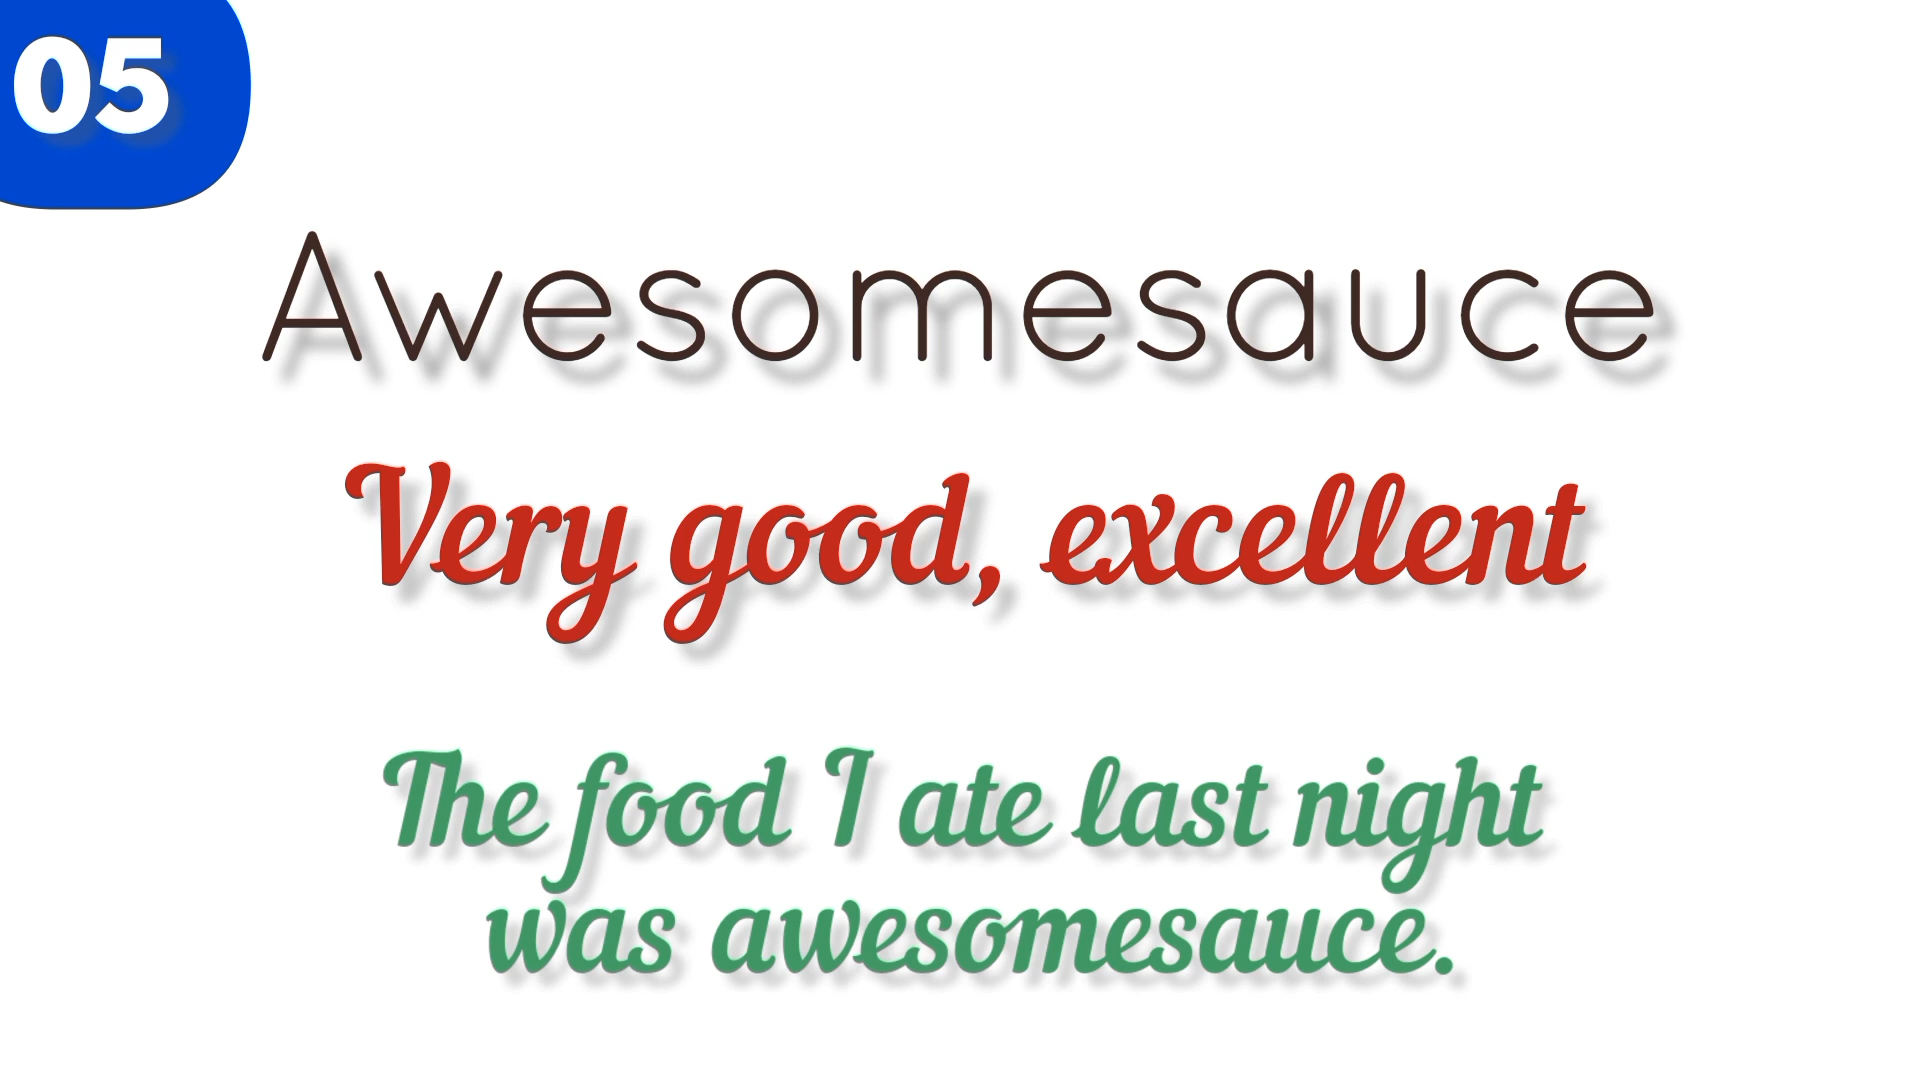 05
Awesomesauce
Very good, excellent
The food I ate last night
was awesomesauce.